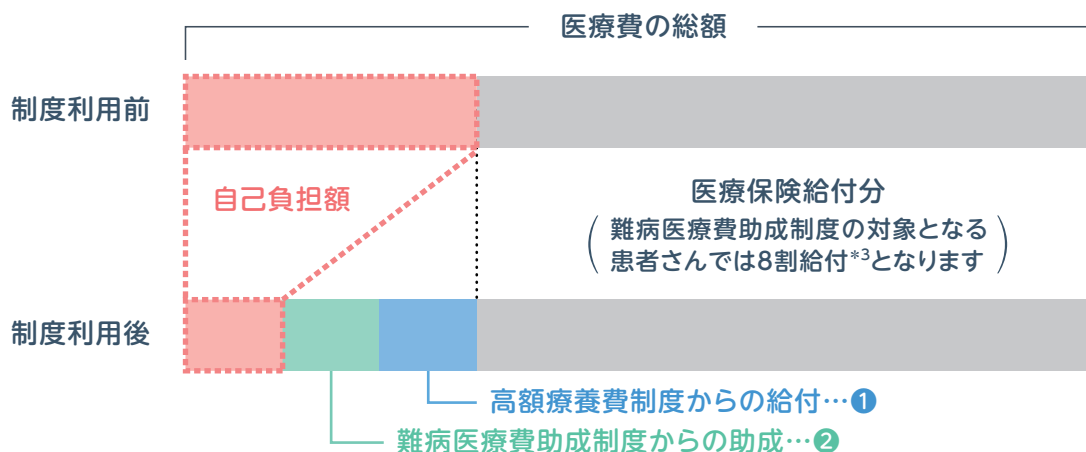 医療費の総額
制度利用前
自己負担額
医療保険給付分
難病医療費助成制度の対象となる
患者さんでは8割給付*3となります
制度利用後
高額療養費制度からの給付…❶
難病医療費助成制度からの助成…❷